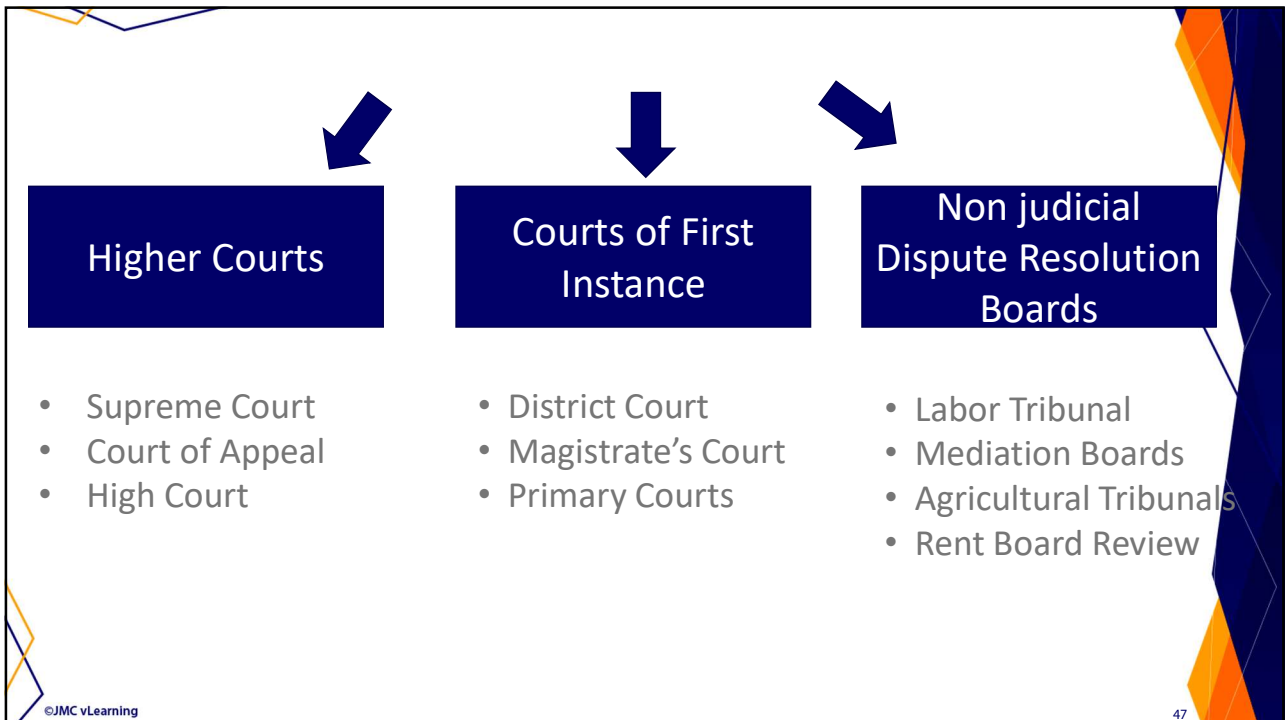 Higher Courts
Courts of First
Instance
Non judicial
Dispute Resolution
Boards
• Supreme Court
• Court of Appeal
• High Court
• District Court
• Magistrate’s Court
• Primary Courts
• Labor Tribunal
• Mediation Boards
• Agricultural Tribunals
• Rent Board Review
©JMC vLearning
47